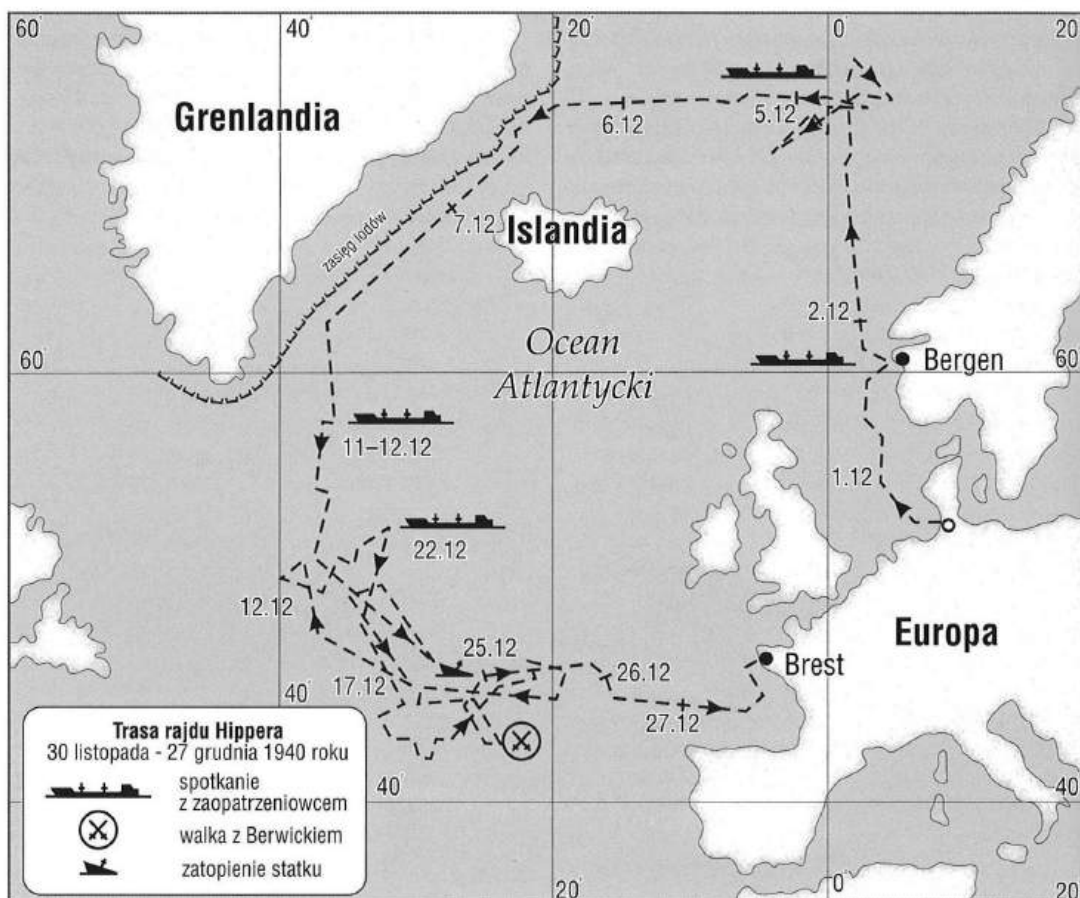 60'
40'
20'
0
20'
Grenlandia
6.12
5.12
zasięg lodów
7.12
Islandia
2.12
60'
Ocean
Atlantycki
60'
Bergen
11–12.12
1.12
22.12
12.12
25.12
Europa
17.12
26.12
Brest
40'
27.12
Trasa rajdu Hippera
30 listopada - 27 grudnia 1940 roku
spotkanie
z zaopatrzeniowcem
walka z Berwickiem
zatopienie statku
40'
40'
20'
0'
20'